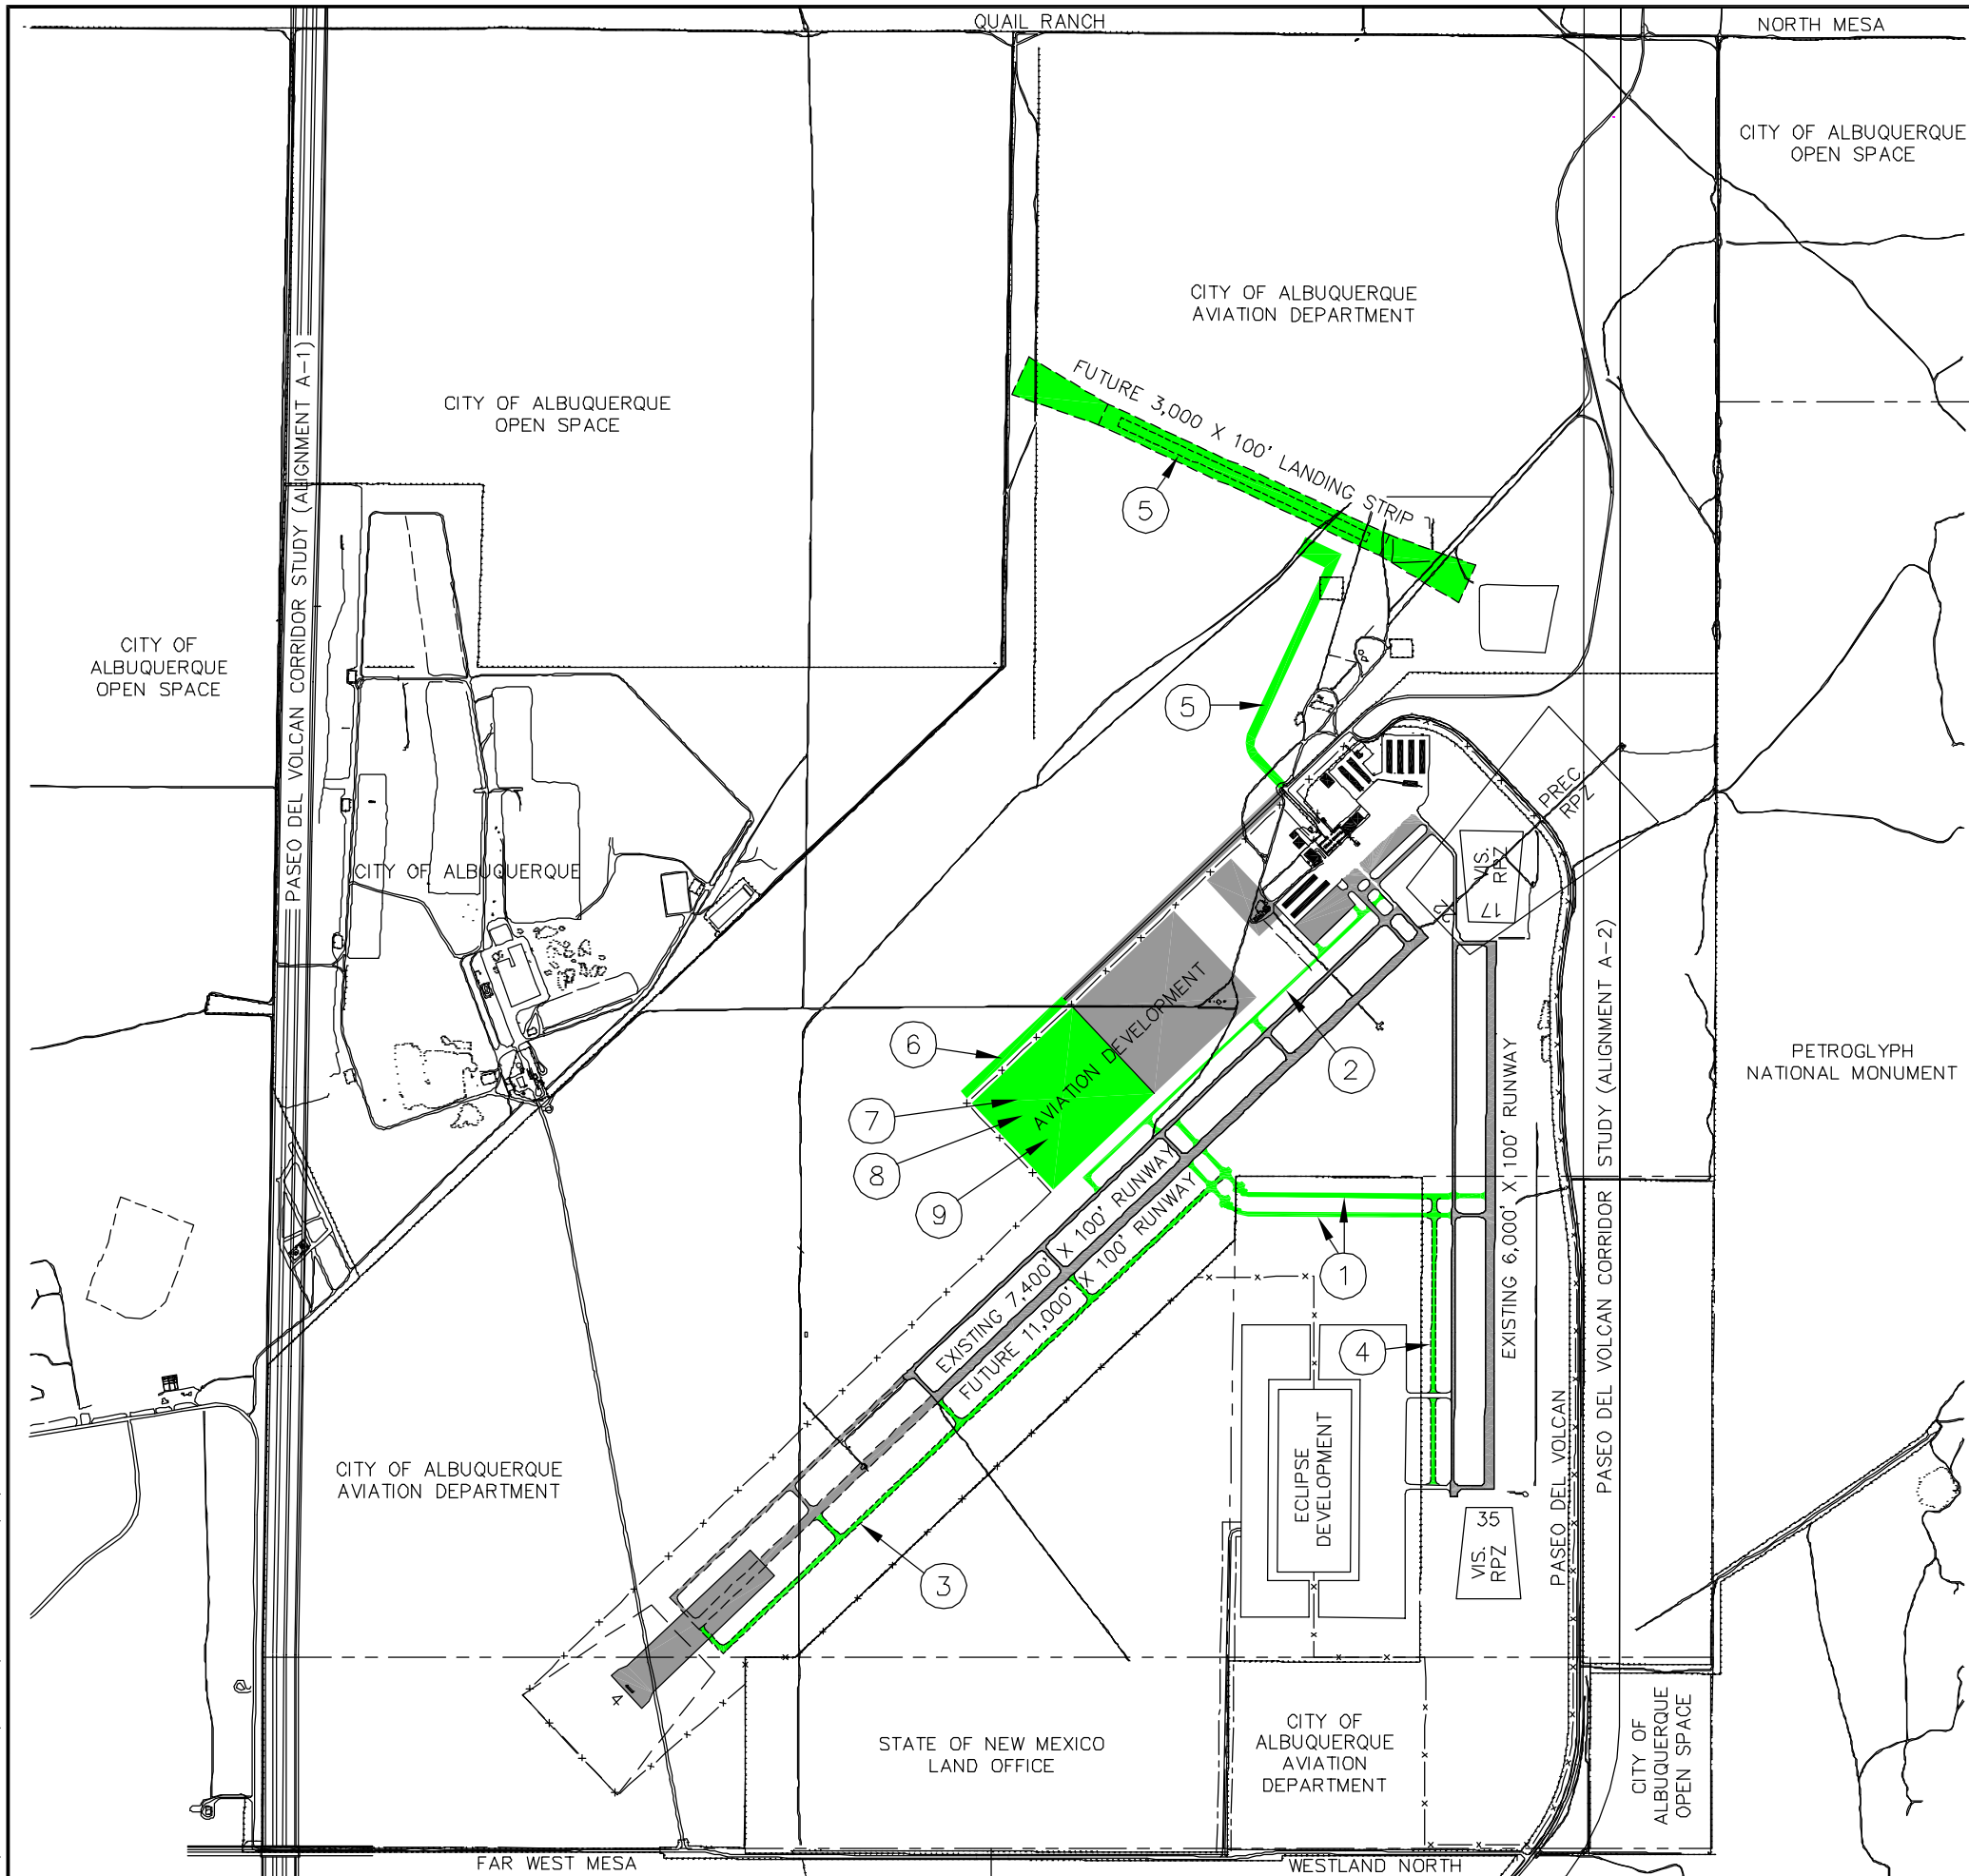 QUAIL RANCH
NORTH MESA
CITY OF ALBUQUERQUE
OPEN SPACE
CITY OF ALBUQUERQUE
AVIATION DEPARTMENT
PASEO DEL VOLCAN CORRIDOR STUDY (ALIGNMENT A-1)
CITY OF ALBUQUERQUE
OPEN SPACE
FUTURE 3,000 X 100' LANDING STRIP
5
CITY OF
ALBUQUERQUE
OPEN SPACE
5
PREC
RPZ
VIS.
RPZ
17
22
CITY OF ALBUQUERQUE
AVIATION DEVELOPMENT
6
7
8
9
2
PETROGLYPH
NATIONAL MONUMENT
EXISTING 6,000' X 100' RUNWAY
PASEO DEL VOLCAN CORRIDOR STUDY (ALIGNMENT A-2)
1
EXISTING 7,400' X 100' RUNWAY
FUTURE 11,000' X 100' RUNWAY
4
PASEO DEL VOLCAN
ECLIPSE
DEVELOPMENT
CITY OF ALBUQUERQUE
AVIATION DEPARTMENT
35
VIS.
RPZ
3
4
STATE OF NEW MEXICO
LAND OFFICE
CITY OF
ALBUQUERQUE
AVIATION
DEPARTMENT
CITY OF
ALBUQUERQUE
OPEN SPACE
FAR WEST MESA
WESTLAND NORTH